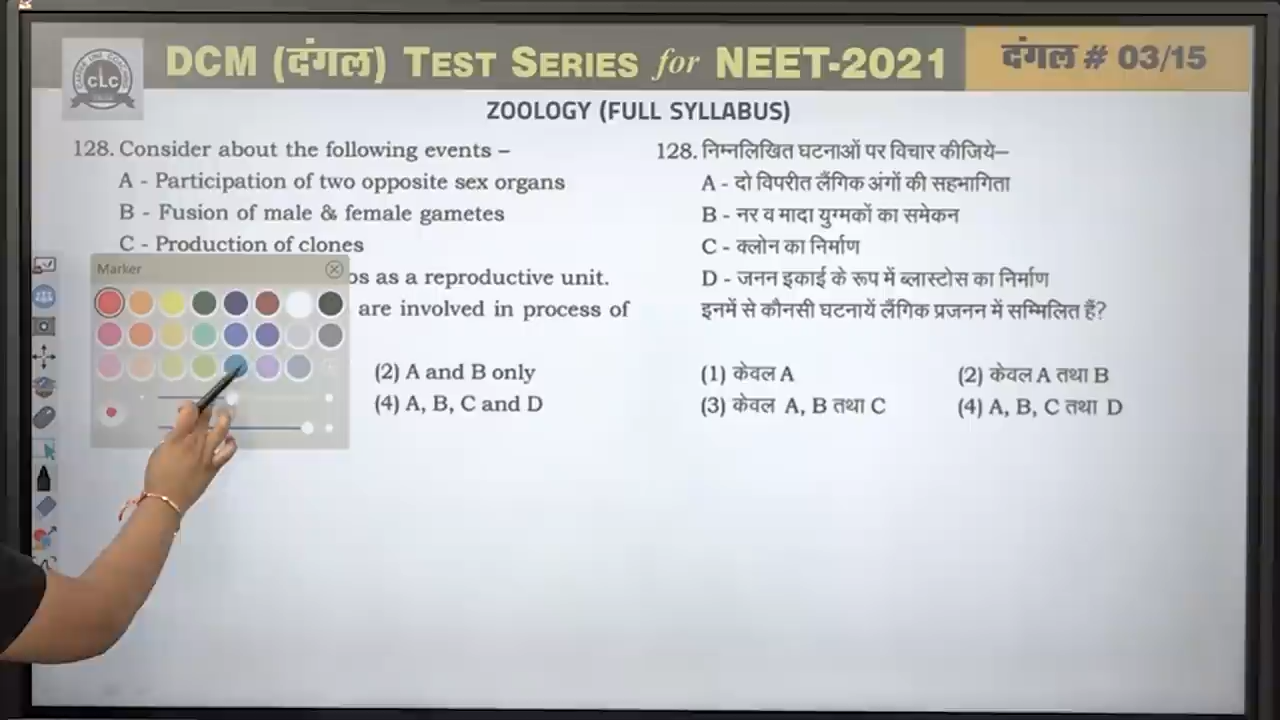 DCM (दंगल) TEST SERIES for NEET-2021
दंगल # 03/15
CLC
ZOOLOGY (FULL SYLLABUS)
128. Consider about the following events –
A - Participation of two opposite sex organs
B - Fusion of male & female gametes
C - Production of clones
os as a reproductive unit.
are involved in process of
(2) A and B only
(4) A, B, C and D
Marker
128. निम्नलिखित घटनाओं पर विचार कीजिये–
A - दो विपरीत लैंगिक अंगों की सहभागिता
B - नर व मादा युग्मकों का समेकन
C - क्लोन का निर्माण
D - जनन इकाई के रूप में ब्लास्टोस का निर्माण
इनमें से कौनसी घटनायें लैंगिक प्रजनन में सम्मिलित हैं?
(1) केवल A
(2) केवल A तथा B
(3) केवल A, B तथा C
(4) A, B, C तथा D